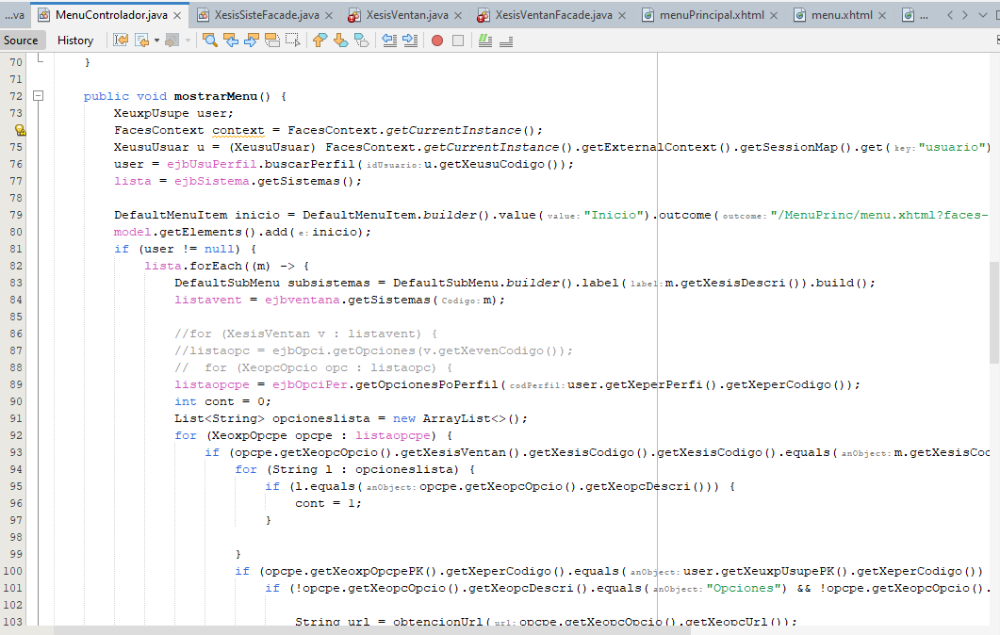 ...va MenuControlador.java XesisSisteFacade.java XesisVentan.java XesisVentanFacade.java menuPrincipal.xhtml menu.xhtml ...
Source History
70 }
71
72 public void mostrarMenu() {
73 XeuxpUsupe user;
FacesContext context = FacesContext.getCurrentInstance();
75 XeusuUsuar u = (XeusuUsuar) FacesContext.getCurrentInstance().getExternalContext().getSessionMap().get( key: "usuario")
76 user = ejbUsuPerfil.buscarPerfil( idUsuario: u.getXeusuCodigo());
77 lista = ejbSistema.getSistemas();
78
79 DefaultMenuItem inicio = DefaultMenuItem.builder().value( value: "Inicio").outcome( outcome: "/MenuPrinc/menu.xhtml?faces-
80 model.getElements().add( e: inicio);
81 if (user != null) {
82 lista.forEach((m) -> {
83 DefaultSubMenu subsistemas = DefaultSubMenu.builder().label( label: m.getXesisDescri()).build();
84 listavent = ejbventana.getSistemas( Codigo: m);
85
86 //for (XesisVentan v : listavent) {
87 //listaopc = ejbOpci.getOpciones(v.getXevenCodigo());
88 //  for (XeopcOpcio opc : listaopc) {
89 listaopcpe = ejbOpciPer.getOpcionesPoPerfil( codPerfil: user.getXeperPerfi().getXeperCodigo());
90 int cont = 0;
91 List<String> opcioneslista = new ArrayList<>();
92 for (XeoxpOpcpe opcpe : listaopcpe) {
93 if (opcpe.getXeopcOpcio().getXesisVentan().getXesisCodigo().getXesisCodigo().equals( anObject: m.getXesisCod
94 for (String l : opcioneslista) {
95 if (l.equals( anObject: opcpe.getXeopcOpcio().getXeopcDescri())) {
96 cont = 1;
97 }
98
99 }
100 if (opcpe.getXeoxpOpcpePK().getXeperCodigo().equals( anObject: user.getXeuxpUsupePK().getXeperCodigo())
101 if (!opcpe.getXeopcOpcio().getXeopcDescri().equals( anObject: "Opciones") && !opcpe.getXeopcOpcio().
102
103 String url = obtencionUrl( url: opcpe.getXeopcOpcio().getXeopcUrl());